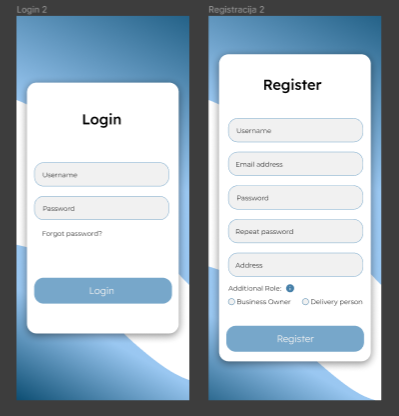 Login 2
Login
Username
Password
Forgot password?
Login
Registracija 2
Register
Username
Email address
Password
Repeat password
Address
Additional Role: i
Business Owner Delivery person
Register